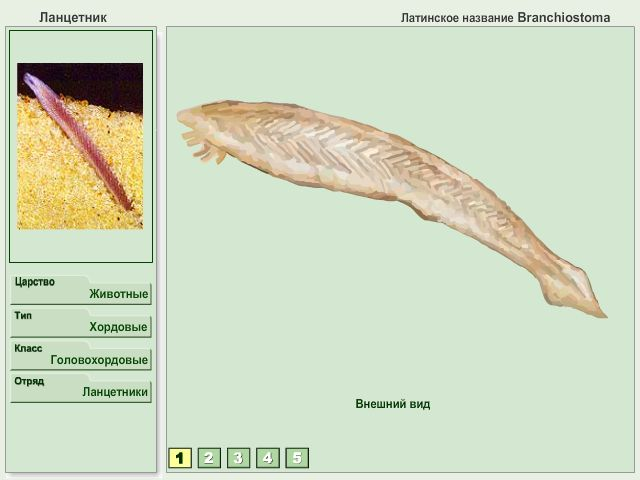 Ланцетник
Латинское название Branchiostoma
Царство
Животные
Тип
Хордовые
Класс
Головохордовые
Отряд
Ланцетники
Внешний вид
1 2 3 4 5